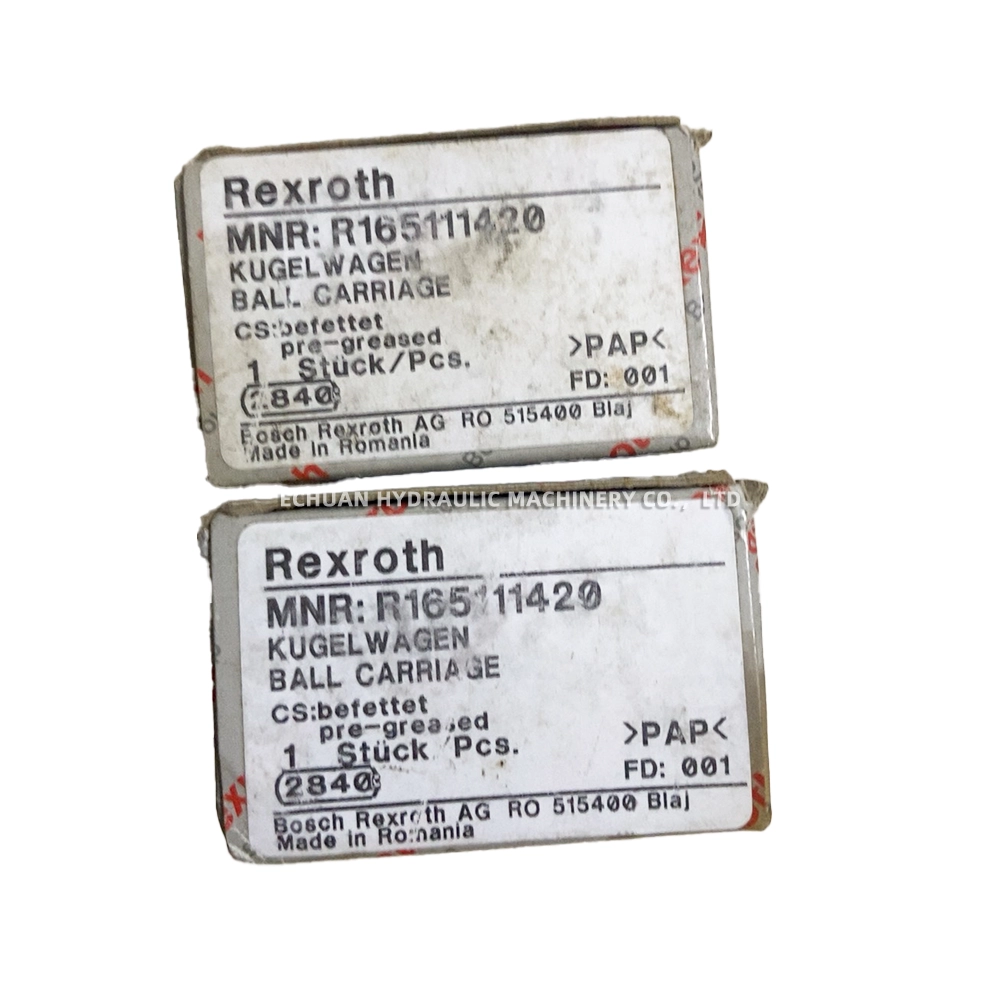 Rexroth
MNR: R165111420
KUGELWAGEN
BALL CARRIAGE
CS:befettet
pre-greased
1 Stück/Pcs.
>PAP<
2840
FD: 001
Bosch Rexroth AG RO 515400 Blaj
Made in Romania
ECHUAN HYDRAULIC MACHINERY CO., LTD.
Rexroth
MNR: R165111420
KUGELWAGEN
BALL CARRIAGE
CS:befettet
pre-greased
1 Stück/Pcs.
>PAP<
2840
FD: 001
Bosch Rexroth AG RO 515400 Blaj
Made in Romania